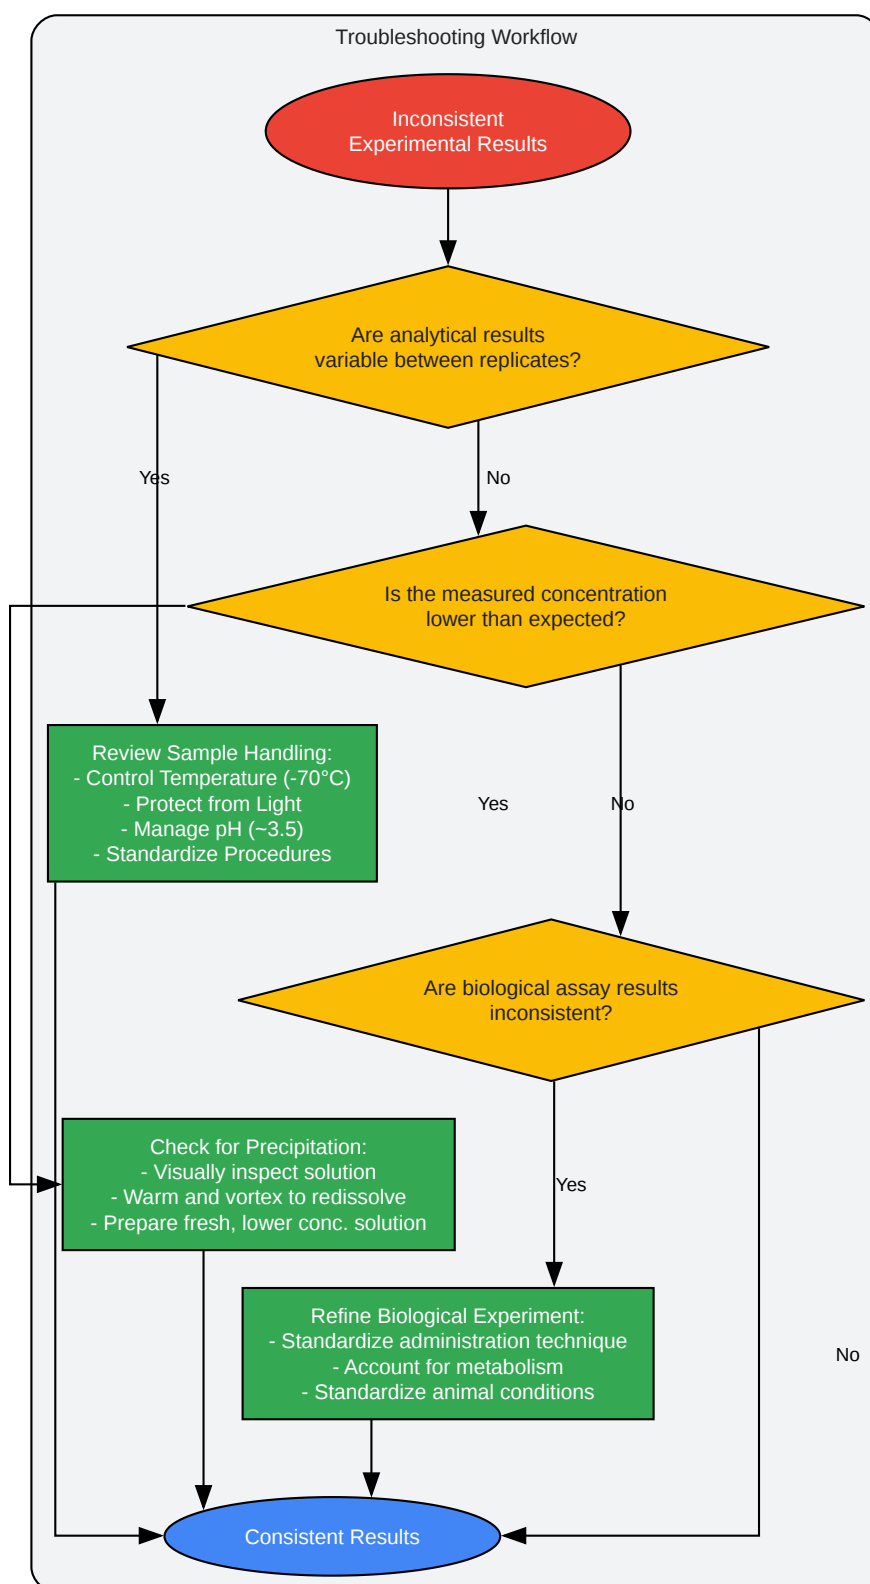 Troubleshooting Workflow
Inconsistent
Experimental Results
Are analytical results
variable between replicates?
Yes
No
Is the measured concentration
lower than expected?
Review Sample Handling:
- Control Temperature (-70°C)
- Protect from Light
- Manage pH (~3.5)
- Standardize Procedures
Yes
No
Are biological assay results
inconsistent?
Check for Precipitation:
- Visually inspect solution
- Warm and vortex to redissolve
- Prepare fresh, lower conc. solution
Yes
Refine Biological Experiment:
- Standardize administration technique
- Account for metabolism
- Standardize animal conditions
No
Consistent Results